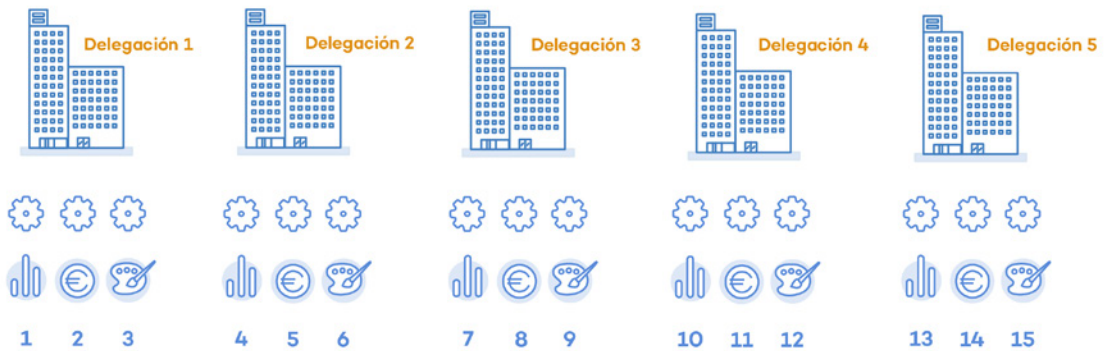 Delegación 1
Delegación 2
Delegación 3
Delegación 4
Delegación 5
1 2 3 4 5 6 7 8 9 10 11 12 13 14 15